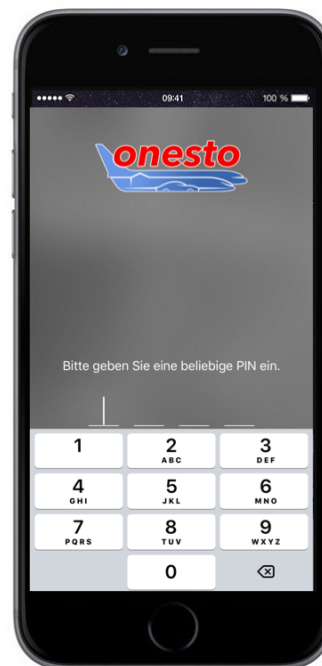 09:41
100 %
onesto
Bitte geben Sie eine beliebige PIN ein.
1
2
ABC
3
DEF
4
GHI
5
JKL
6
MNO
7
PQRS
8
TUV
9
WXYZ
0